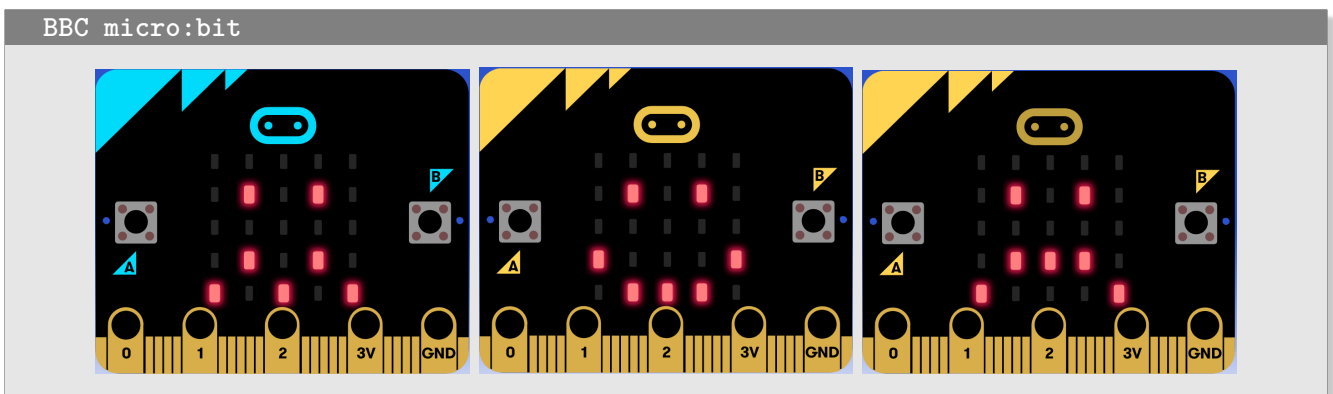 BBC micro:bit
B B B
A A A
0 1 2 3V GND 0 1 2 3V GND 0 1 2 3V GND